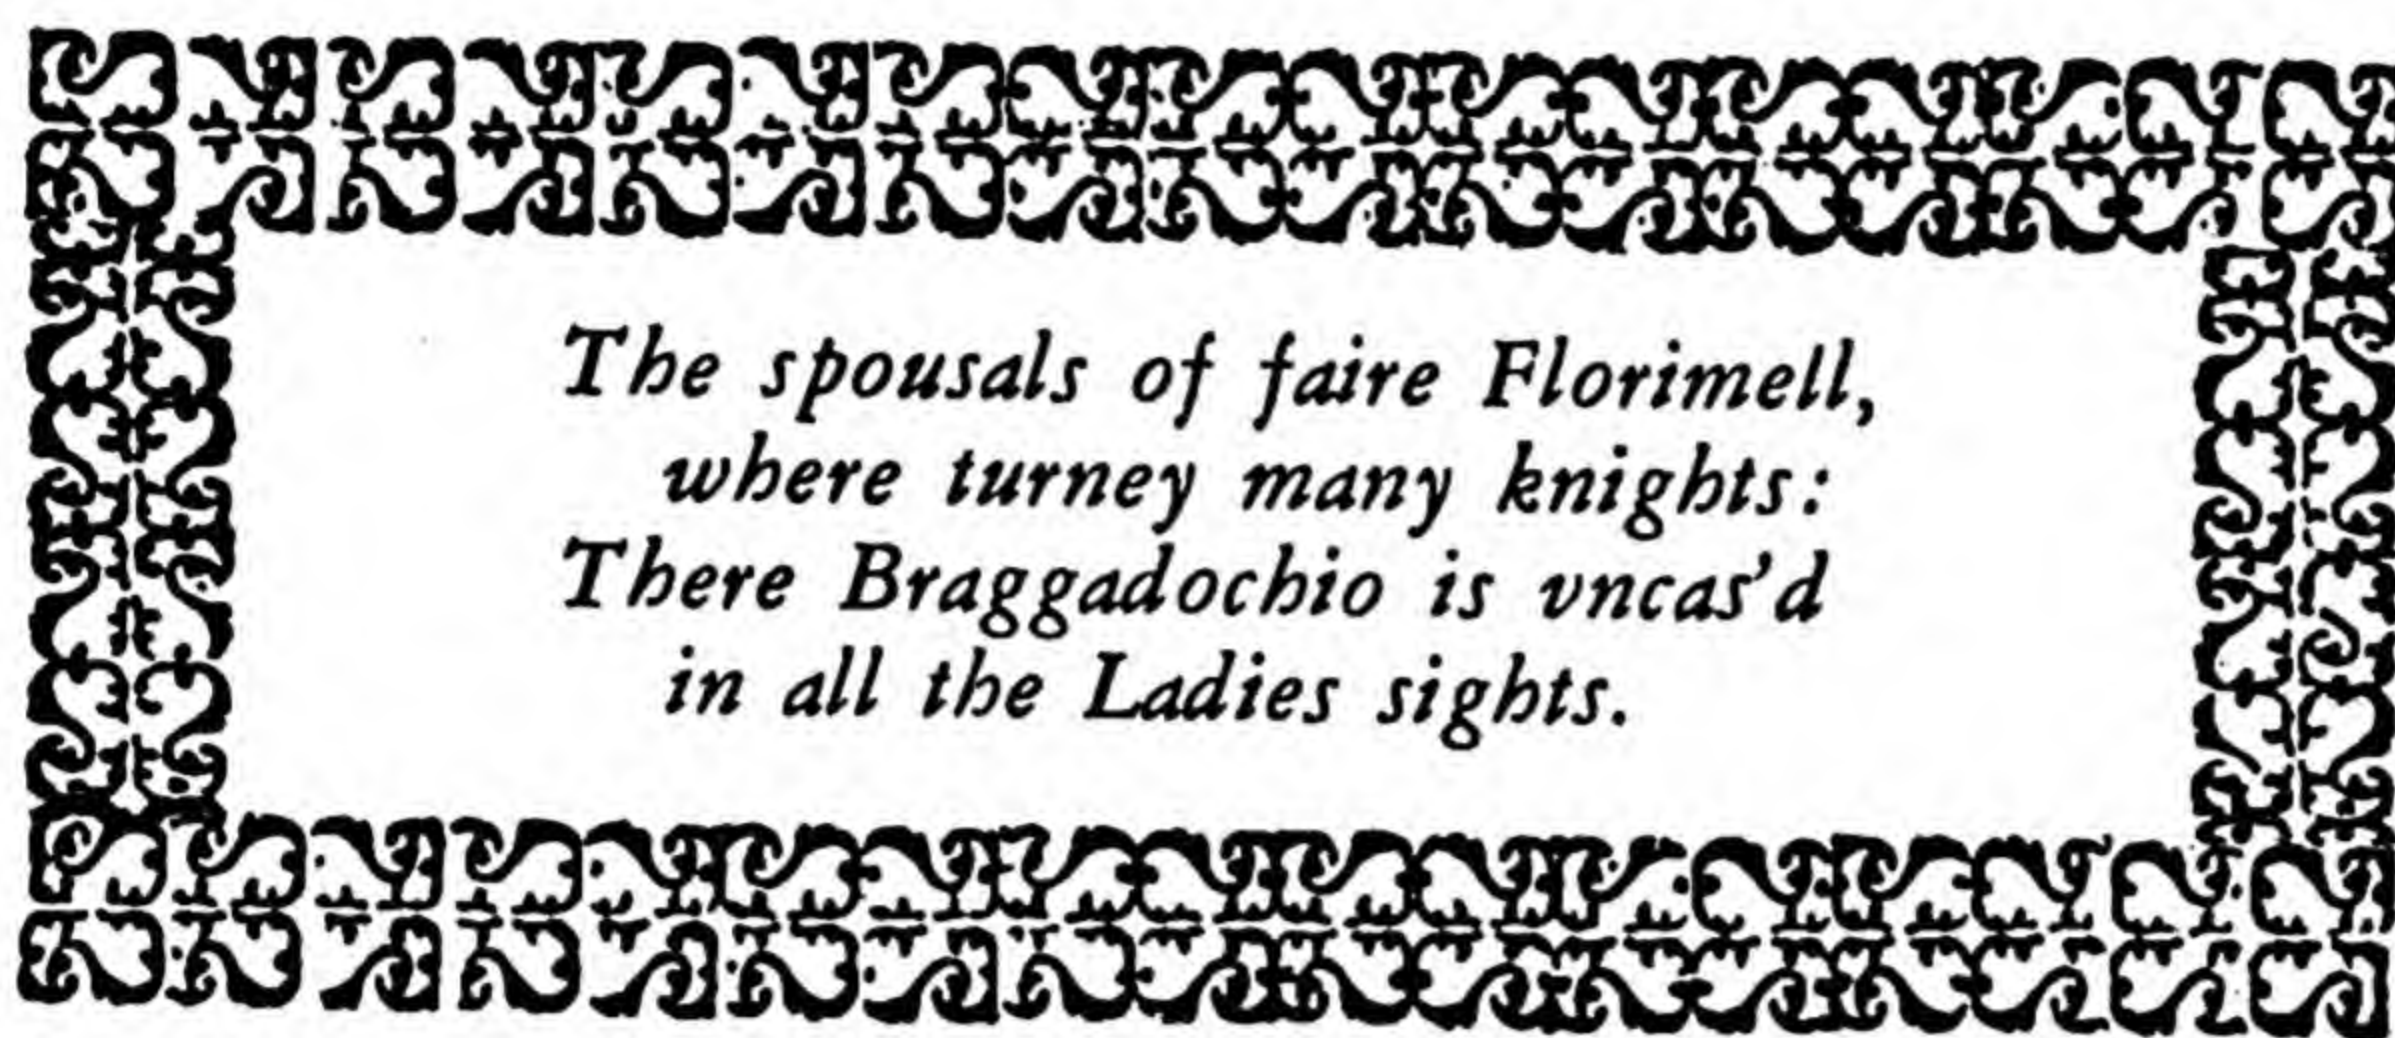 The spousals of faire Florimell,
where turney many knights:
There Braggadochio is vncas'd
in all the Ladies sights.